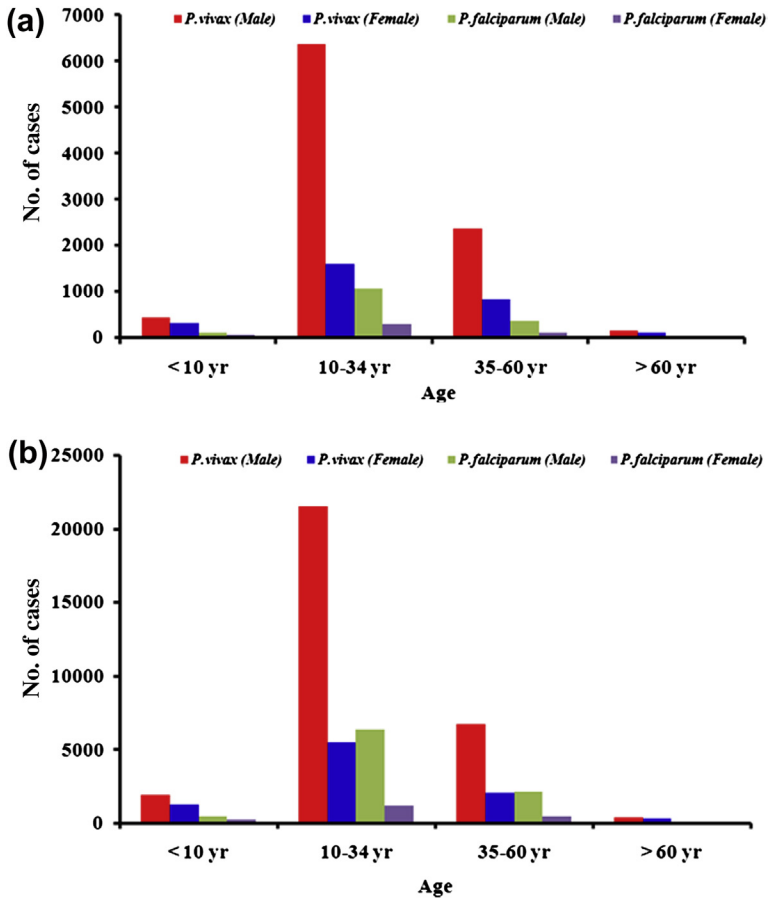 (a)
P.vivax (Male) P.vivax (Female) P.falciparum (Male) P.falciparum (Female)
7000
6000
5000
4000
3000
2000
1000
0
No. of cases
<10 yr 10-34 yr 35-60 yr >60 yr
Age
(b)
P.vivax (Male) P.vivax (Female) P.falciparum (Male) P.falciparum (Female)
25000
20000
15000
10000
5000
0
No. of cases
<10 yr 10-34 yr 35-60 yr >60 yr
Age